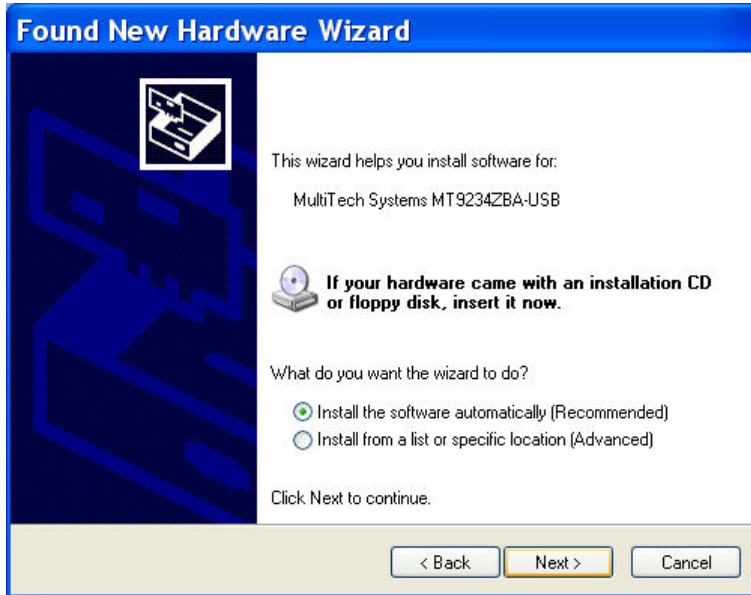 Found New Hardware Wizard
This wizard helps you install software for:
MultiTech Systems MT9234ZBA-USB
If your hardware came with an installation CD
or floppy disk, insert it now.
What do you want the wizard to do?
Install the software automatically (Recommended)
Install from a list or specific location (Advanced)
Click Next to continue.
< Back Next > Cancel